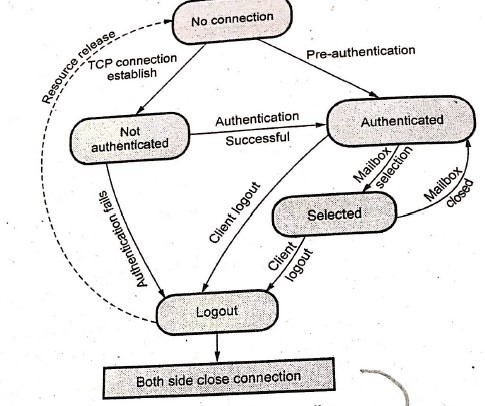 No connection
Resource release
TCP connection
establish
Pre-authentication
Not
authenticated
Authentication
Successful
Authenticated
Mailbox
selection
Mailbox
closed
Selected
Authentication fails
Client logout
Client
logout
Logout
Both side close connection